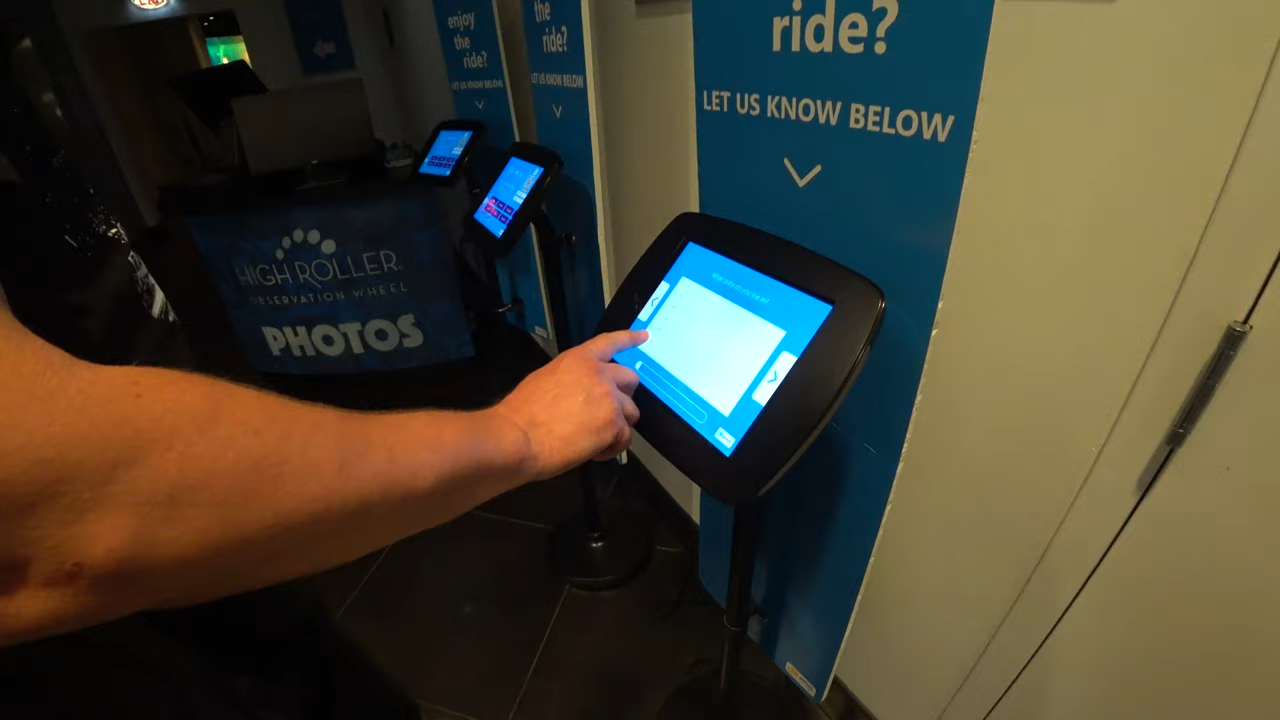 EXIT
enjoy
the
ride?
LET US KNOW BELOW
the
ride?
LET US KNOW BELOW
ride?
LET US KNOW BELOW
HIGH ROLLER
OBSERVATION WHEEL
PHOTOS